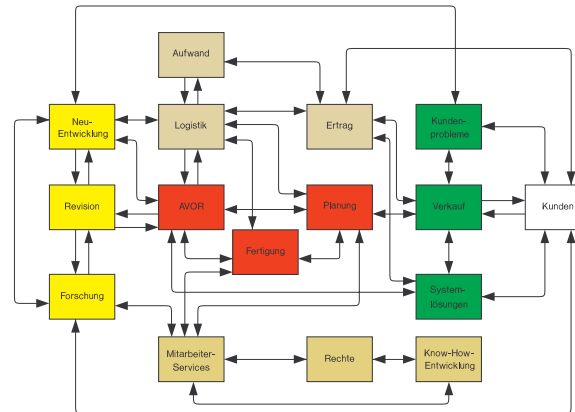 Aufwand
Neu-
Entwicklung
Logistik
Ertrag
Kunden-
probleme
Revision
AVOR
Planung
Verkauf
Kunden
Fertigung
Forschung
System-
lösungen
Mitarbeiter-
Services
Rechte
Know-How-
Entwicklung